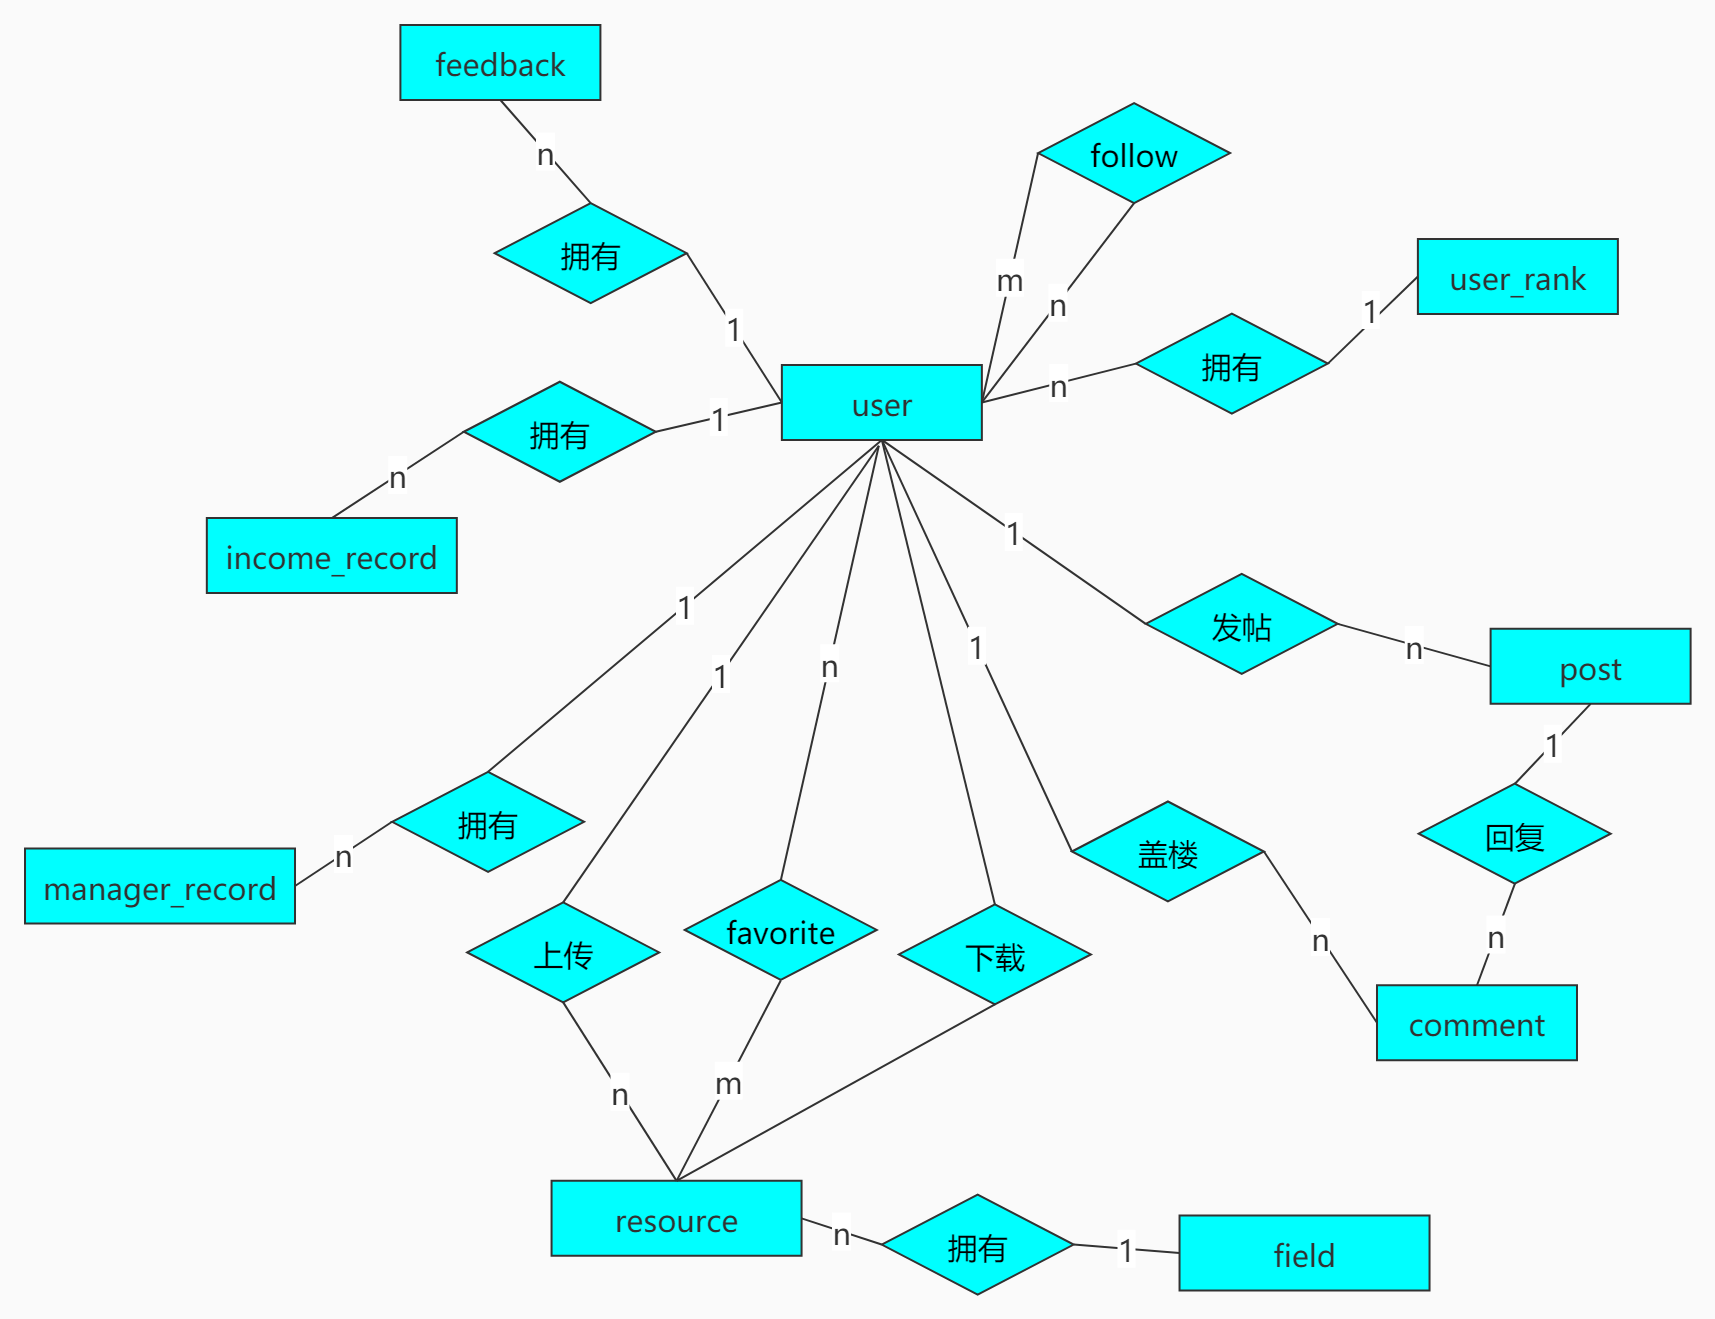 feedback
n
follow
拥有
m
user_rank
n
1
1
拥有
user
n
拥有
1
n
income_record
1
1
发帖
1
n
n
post
1
1
拥有
盖楼
回复
n
manager_record
上传
favorite
下载
n
n
comment
m
n
resource
n
拥有
1
field